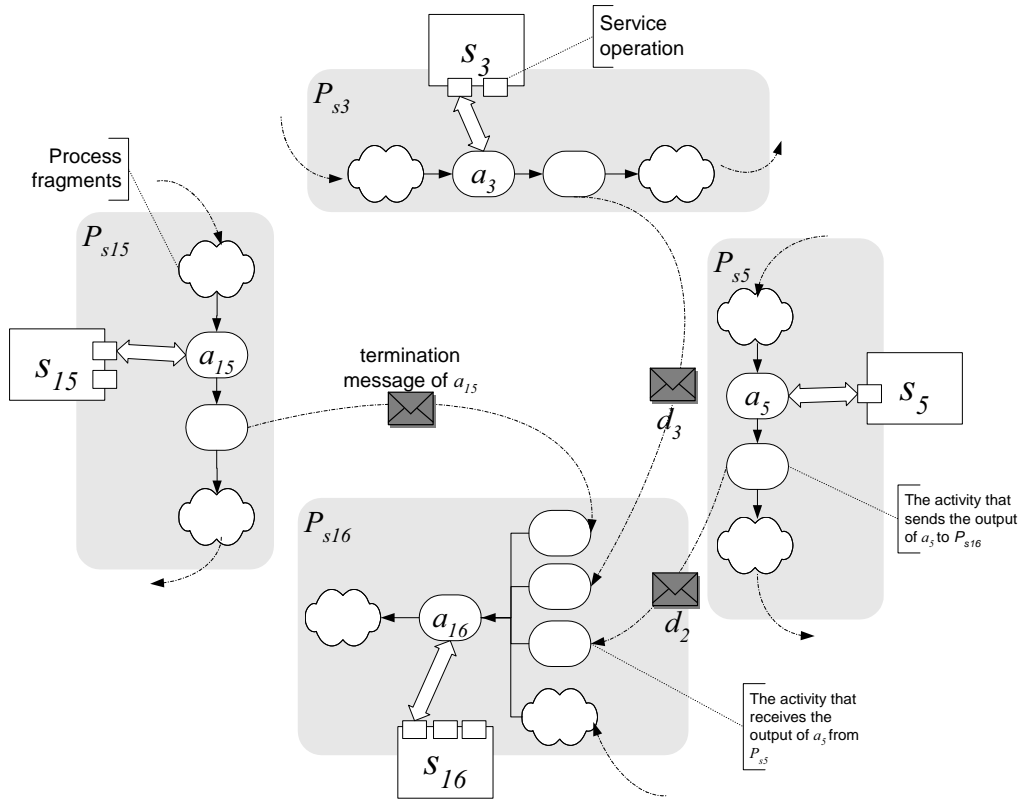 Service
operation
s3
Ps3
a3
Process
fragments
Ps15
s15
a15
termination
message of a15
d3
Ps5
a5
s5
The activity that
sends the output
of a5 to Ps16
Ps16
a16
d2
s16
The activity that
receives the
output of a5 from
Ps5